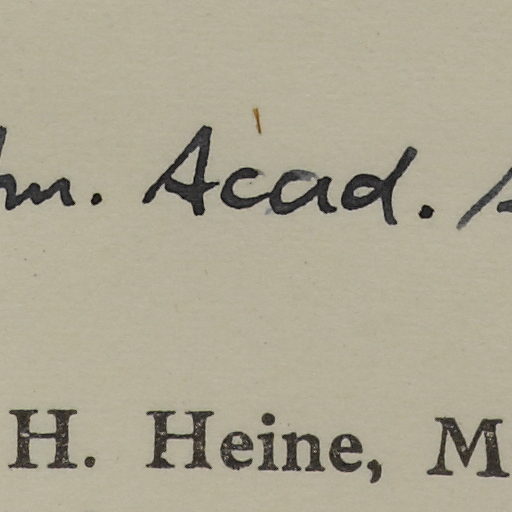 Acad.
H. Heine, M